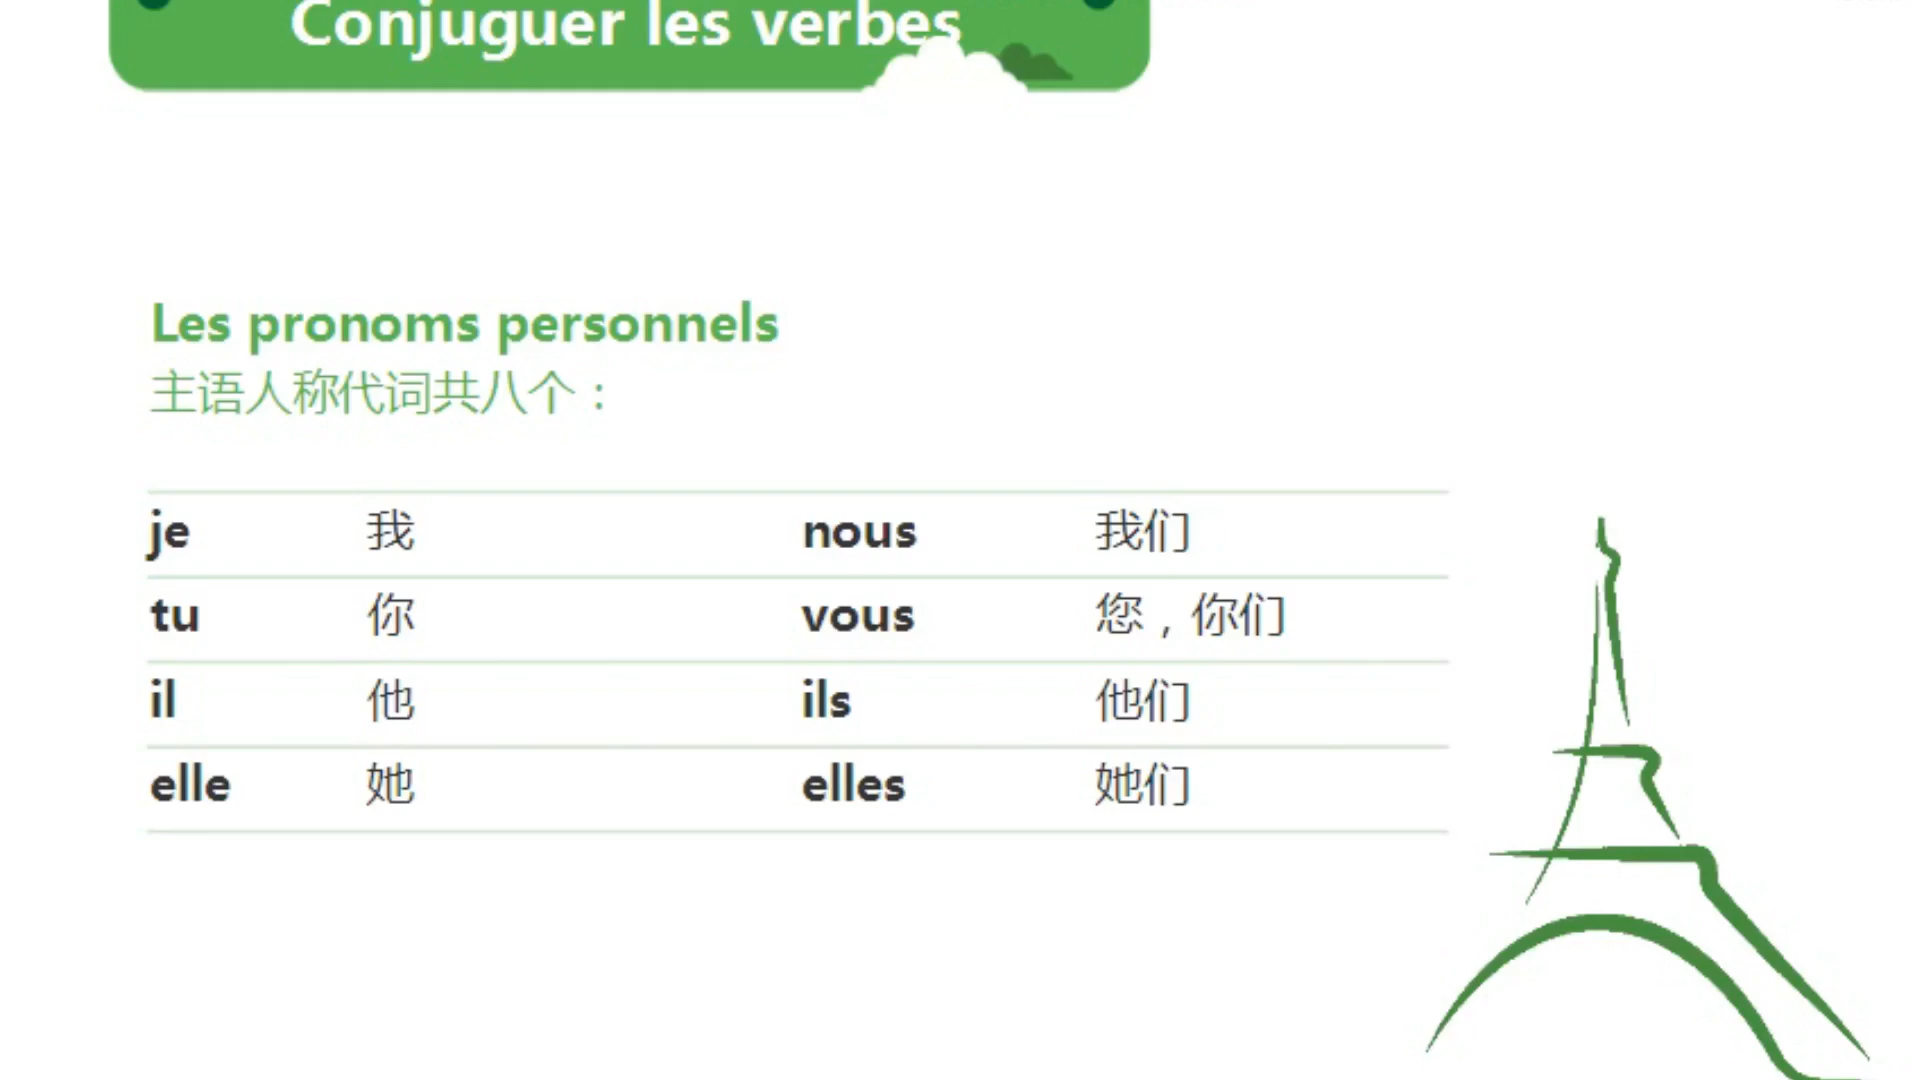 Conjuguer les verbes
Les pronoms personnels
主语人称代词共八个：
je 我 nous 我们
tu 你 vous 您，你们
il 他 ils 他们
elle 她 elles 她们